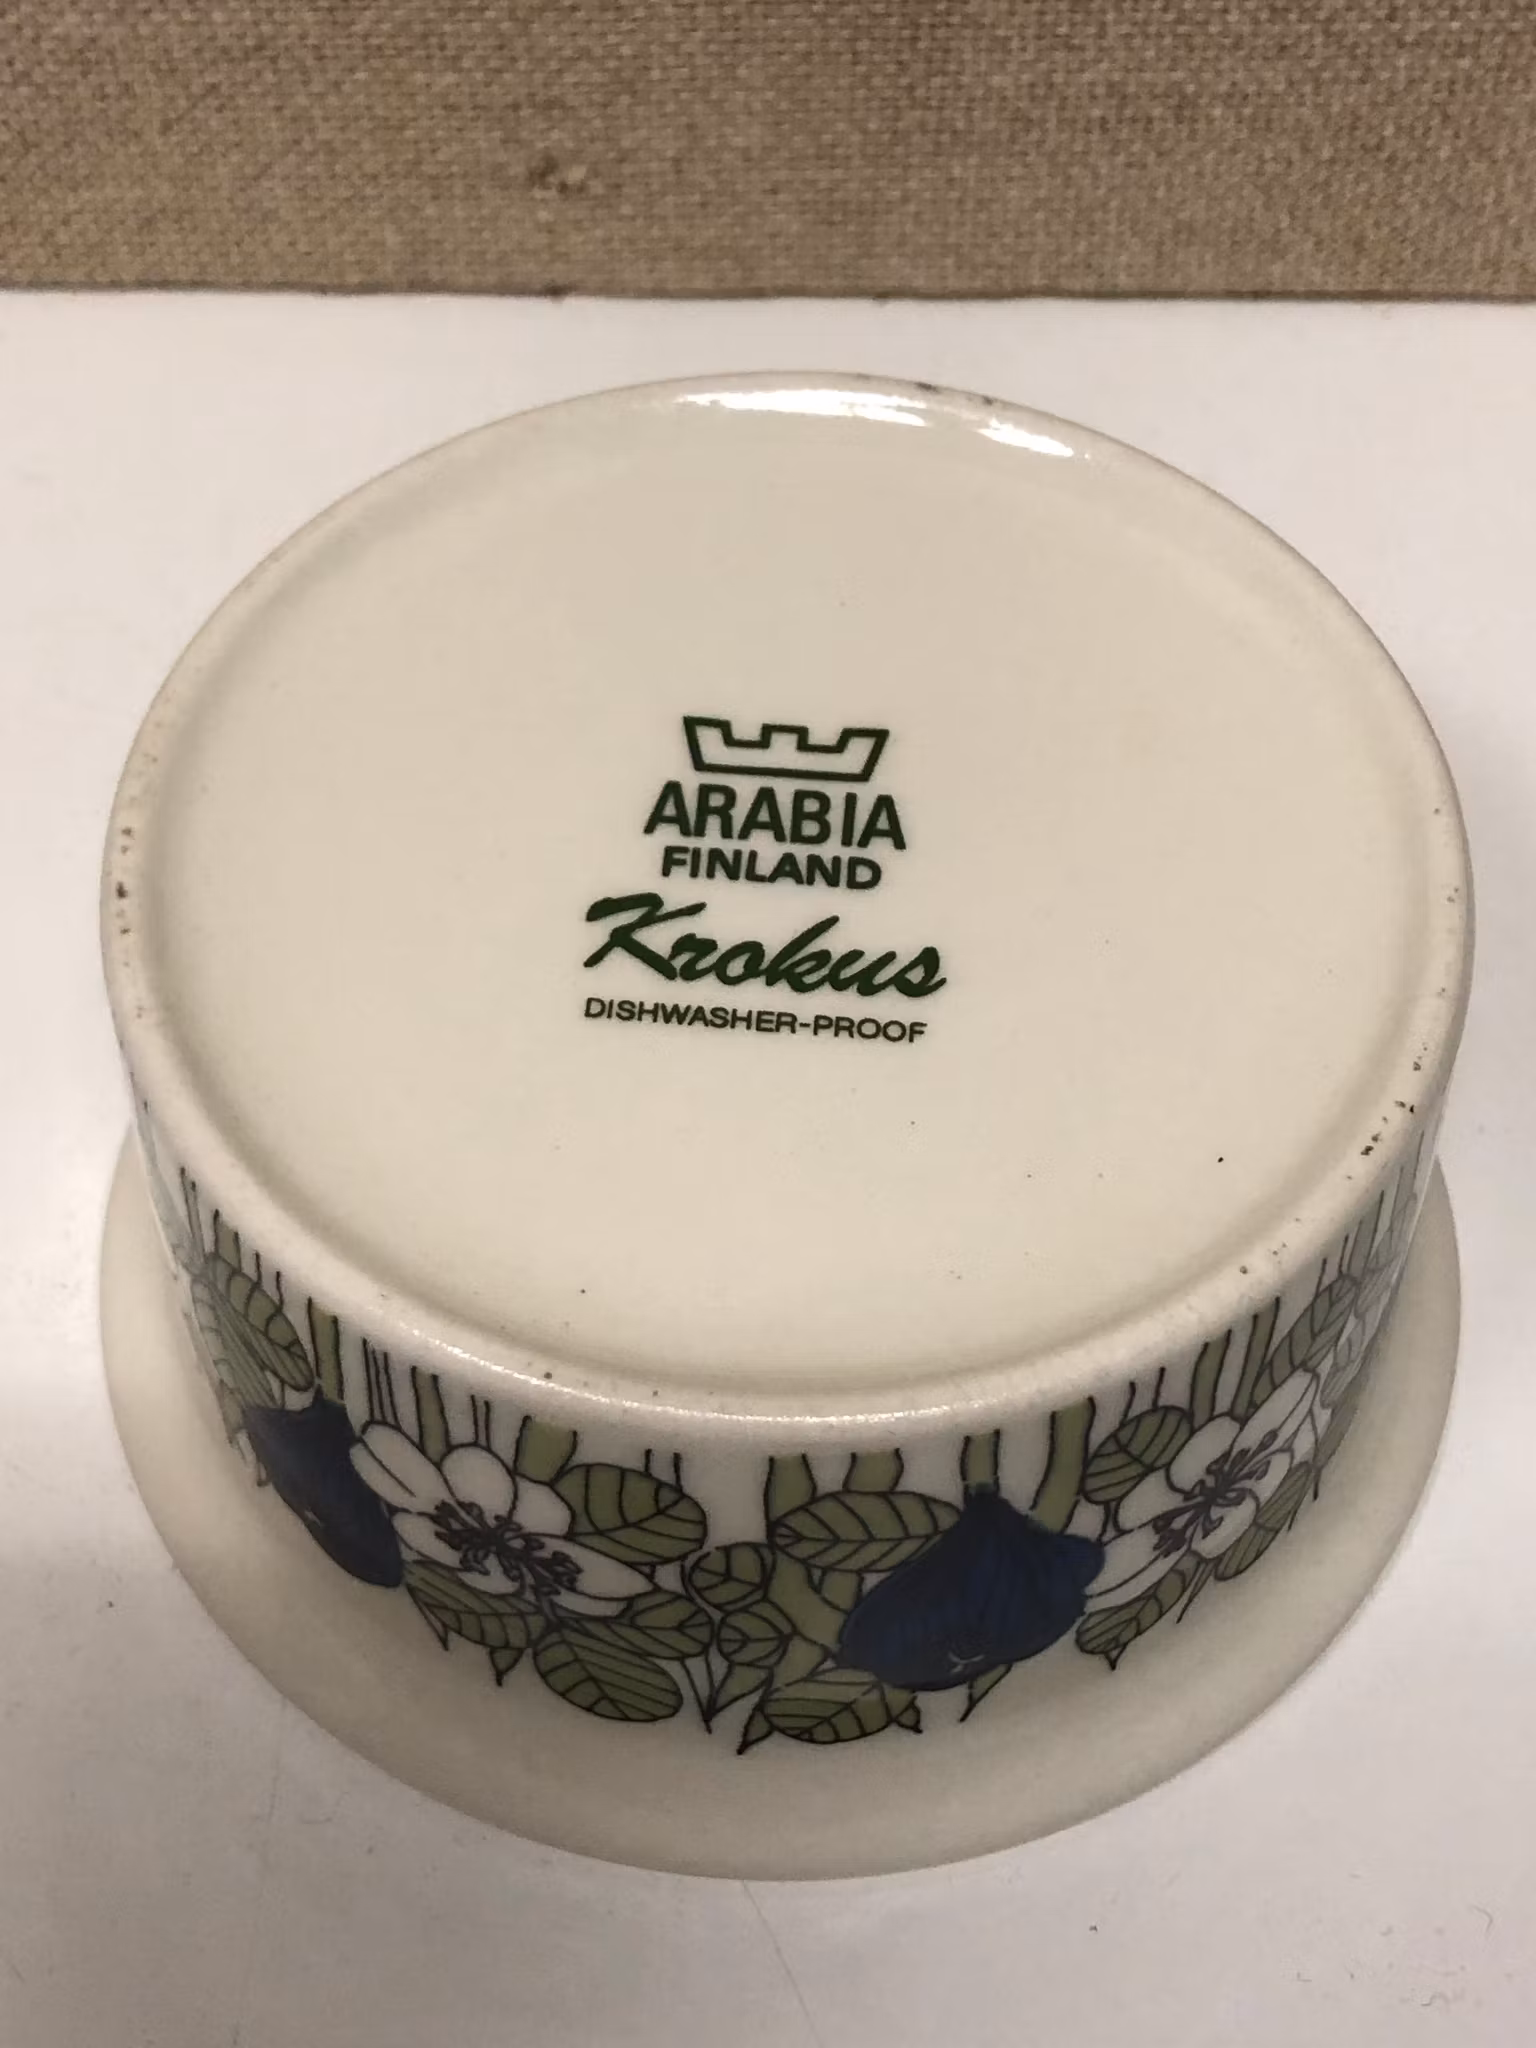 ARABIA
FINLAND
Krokus
DISHWASHER-PROOF